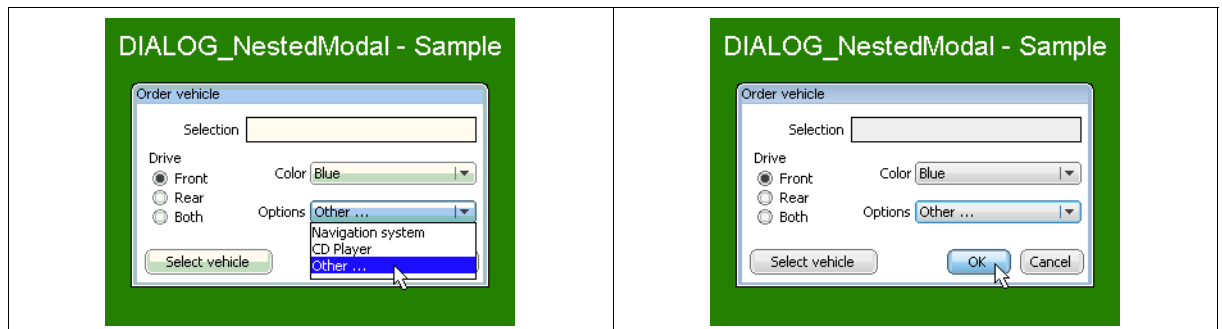 DIALOG_NestedModal - Sample
Order vehicle
Selection
Drive
Front
Color Blue
Rear
Options Other ...
Both
Navigation system
CD Player
Select vehicle
Other ...
DIALOG_NestedModal - Sample
Order vehicle
Selection
Drive
Front
Color Blue
Rear
Options Other ...
Both
Select vehicle
OK
Cancel